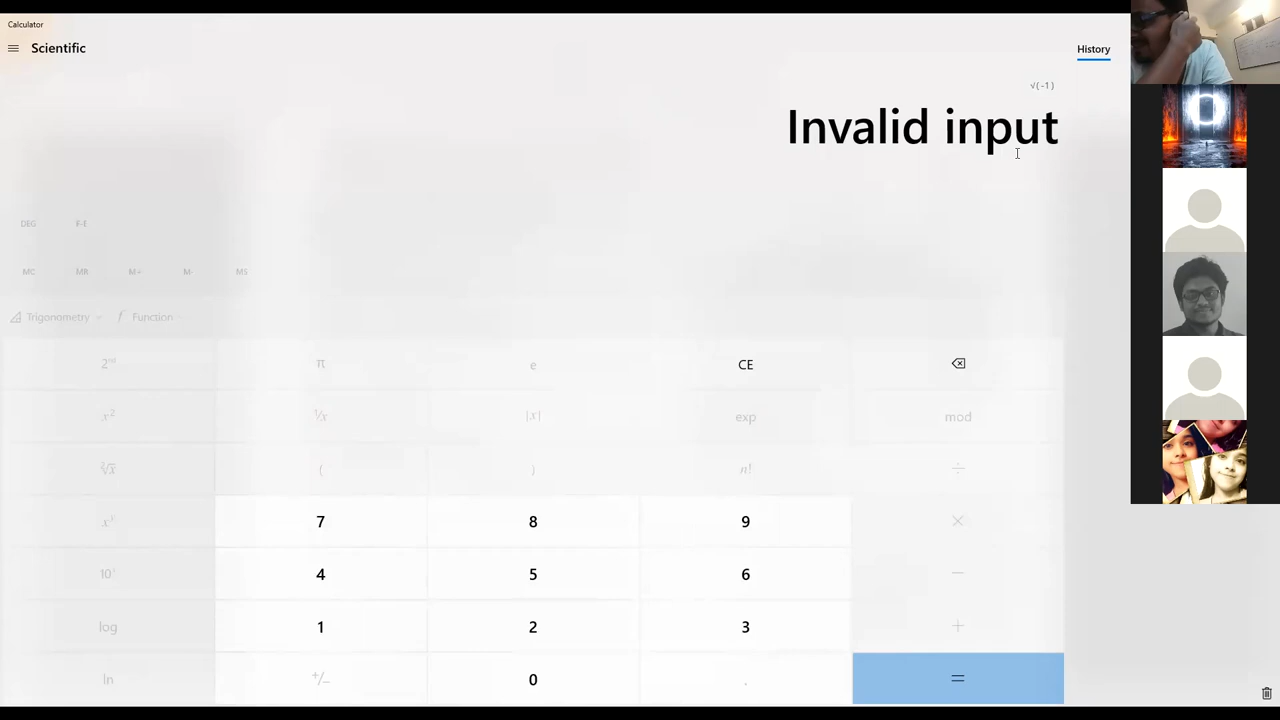 Calculator
Scientific
History
√(-1)
Invalid input
DEG F-E
MC MR M+ M- MS
Trigonometry f Function
2ⁿᵈ π e CE
x² ¹/x |x| exp mod
²√x ( ) n! ÷
xʸ 7 8 9 ×
10ˣ 4 5 6 −
log 1 2 3 +
ln +/− 0 . =